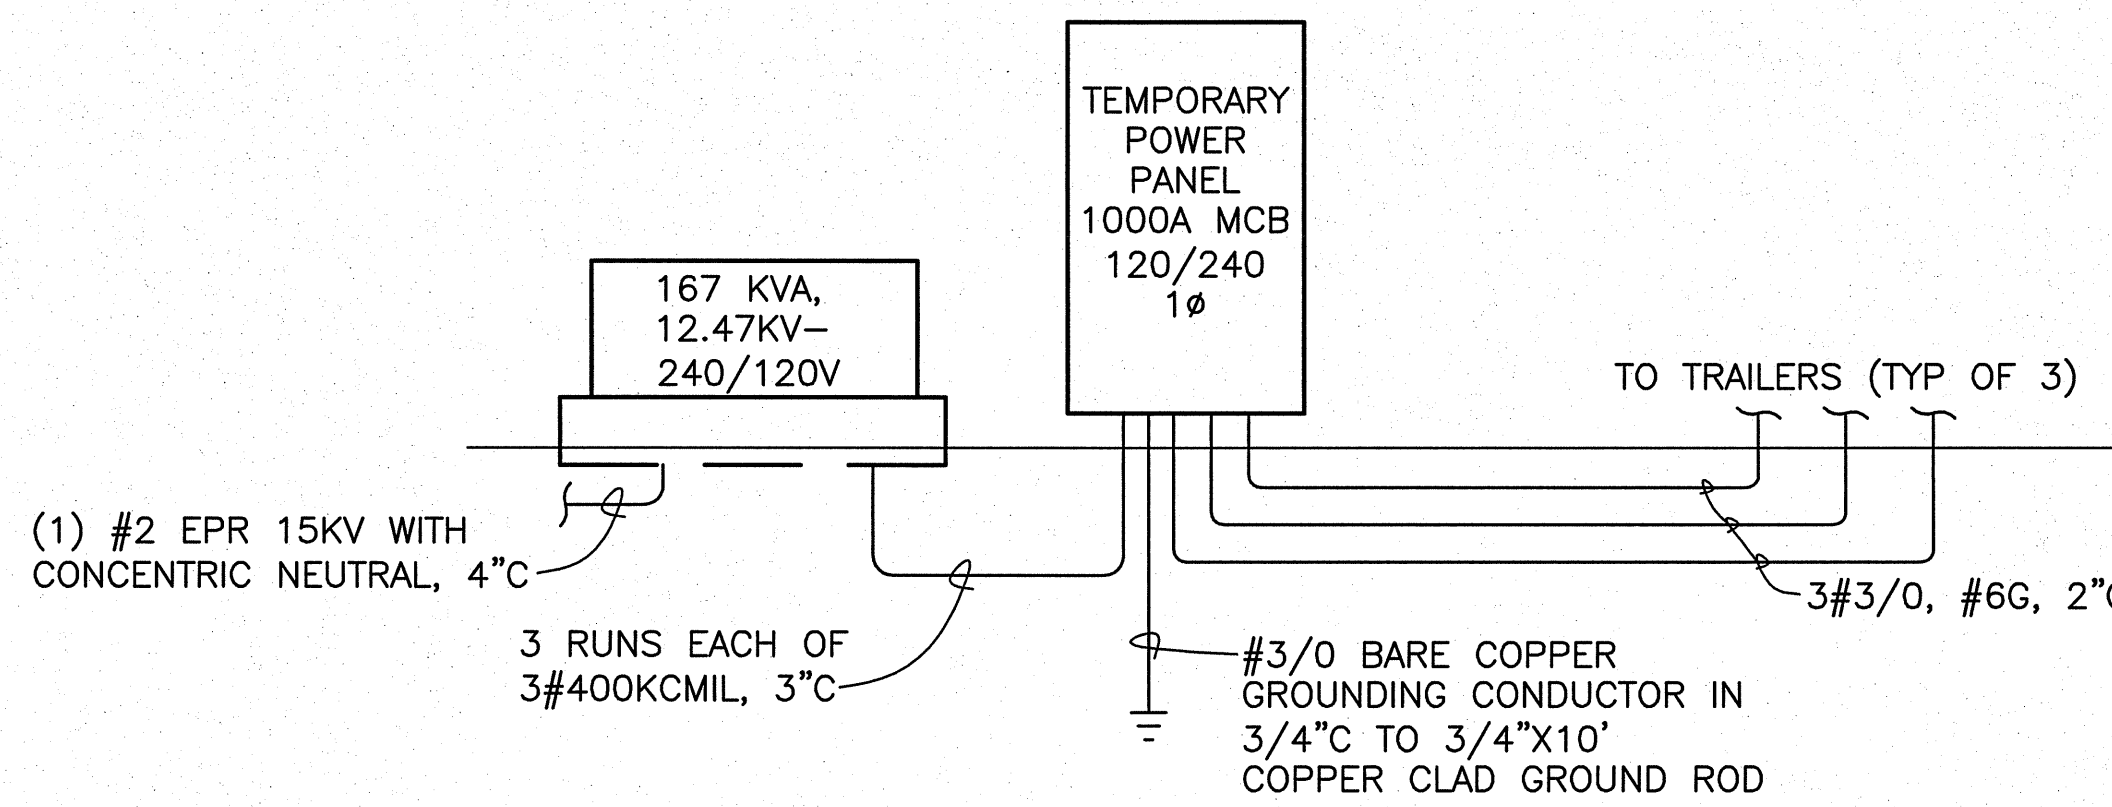 TEMPORARY
POWER
PANEL
1000A MCB
120/240
1ø
167 KVA,
12.47KV–
240/120V
TO TRAILERS (TYP OF 3)
(1) #2 EPR 15KV WITH
CONCENTRIC NEUTRAL, 4"C
3#3/0, #6G, 2"C
3 RUNS EACH OF
3#400KCMIL, 3"C
#3/0 BARE COPPER
GROUNDING CONDUCTOR IN
3/4"C TO 3/4"X10'
COPPER CLAD GROUND ROD